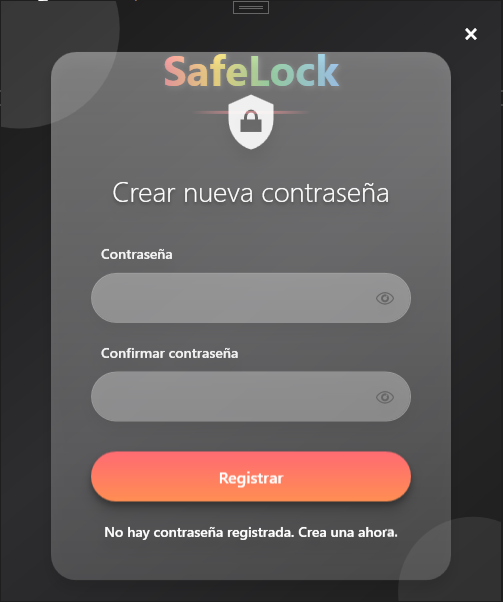 SafeLock
Crear nueva contraseña
Contraseña
Confirmar contraseña
Registrar
No hay contraseña registrada. Crea una ahora.